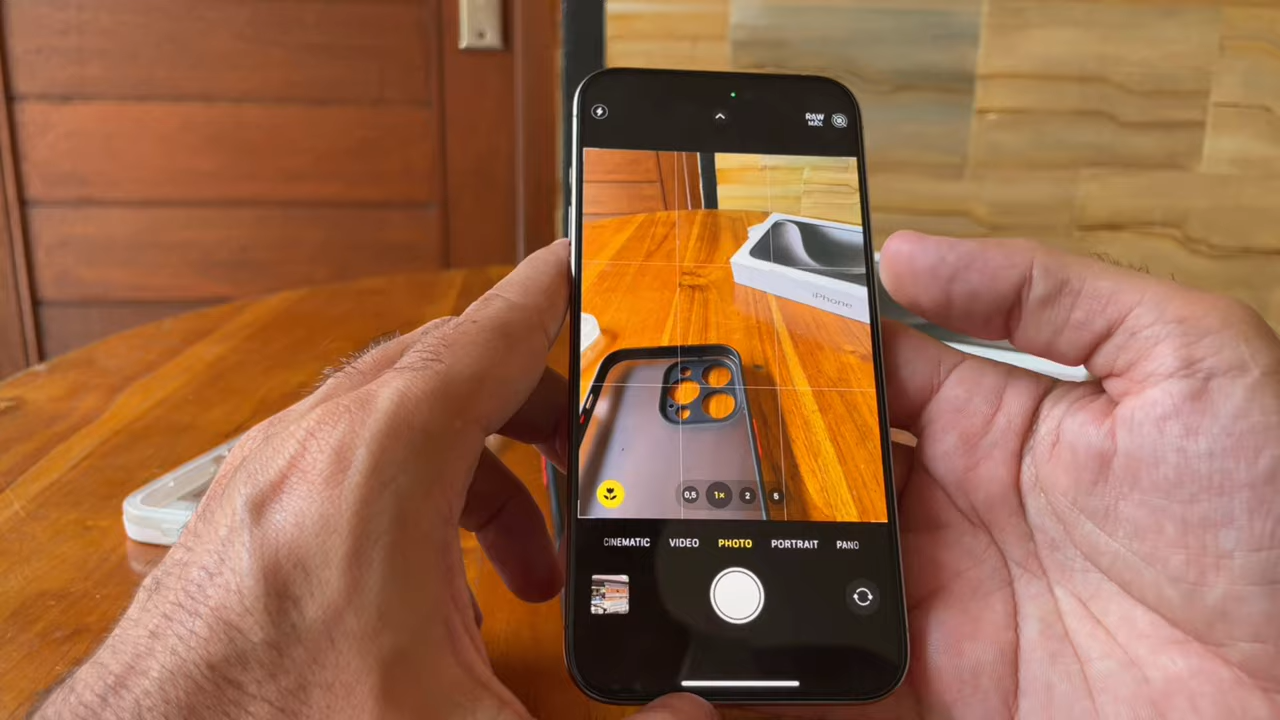 RAW
MAX
iPhone
0,5 1× 2 5
CINEMATIC VIDEO PHOTO PORTRAIT PANO